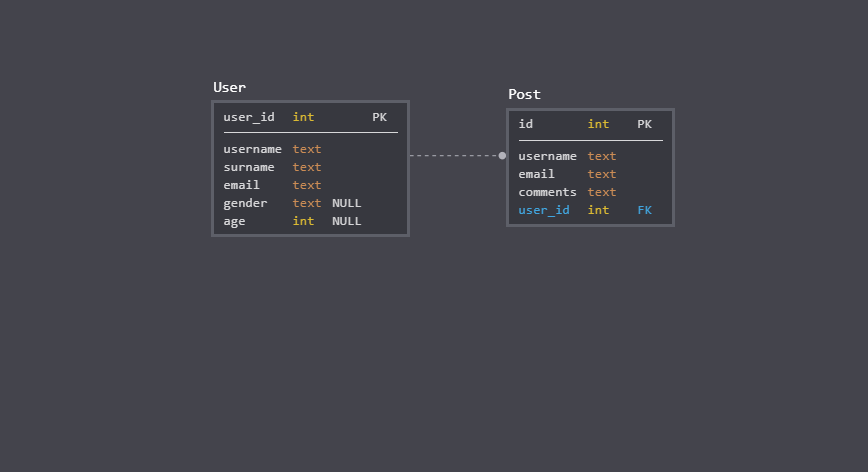 User
user_id int PK
username text
surname text
email text
gender text NULL
age int NULL
Post
id int PK
username text
email text
comments text
user_id int FK